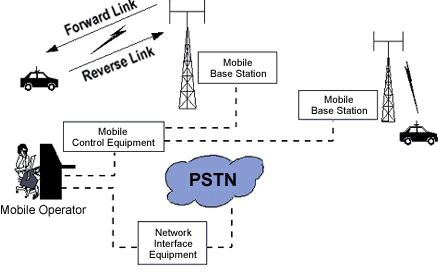 Forward Link
Reverse Link
Mobile
Base Station
Mobile
Base Station
Mobile
Control Equipment
PSTN
Mobile Operator
Network
Interface
Equipment